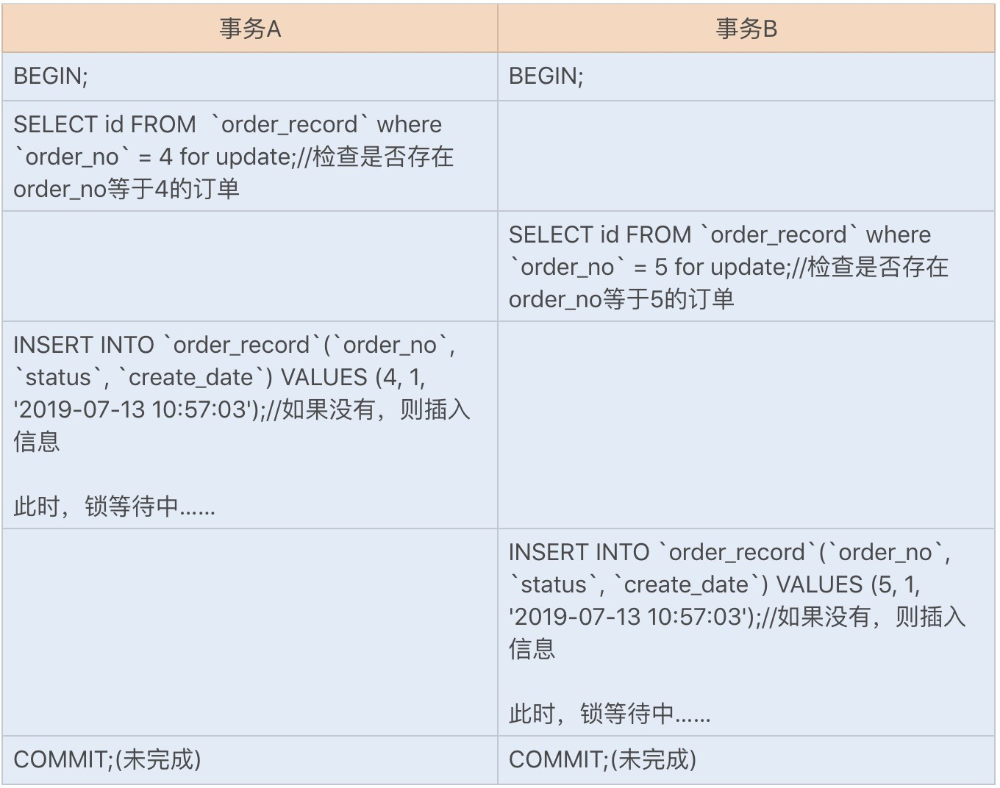 事务A
事务B
BEGIN;
BEGIN;
SELECT id FROM  `order_record` where
`order_no` = 4 for update;//检查是否存在
order_no等于4的订单
SELECT id FROM `order_record` where
`order_no` = 5 for update;//检查是否存在
order_no等于5的订单
INSERT INTO `order_record`(`order_no`,
`status`, `create_date`) VALUES (4, 1,
'2019-07-13 10:57:03');//如果没有，则插入
信息
此时，锁等待中……
INSERT INTO `order_record`(`order_no`,
`status`, `create_date`) VALUES (5, 1,
'2019-07-13 10:57:03');//如果没有，则插入
信息
此时，锁等待中……
COMMIT;(未完成)
COMMIT;(未完成)